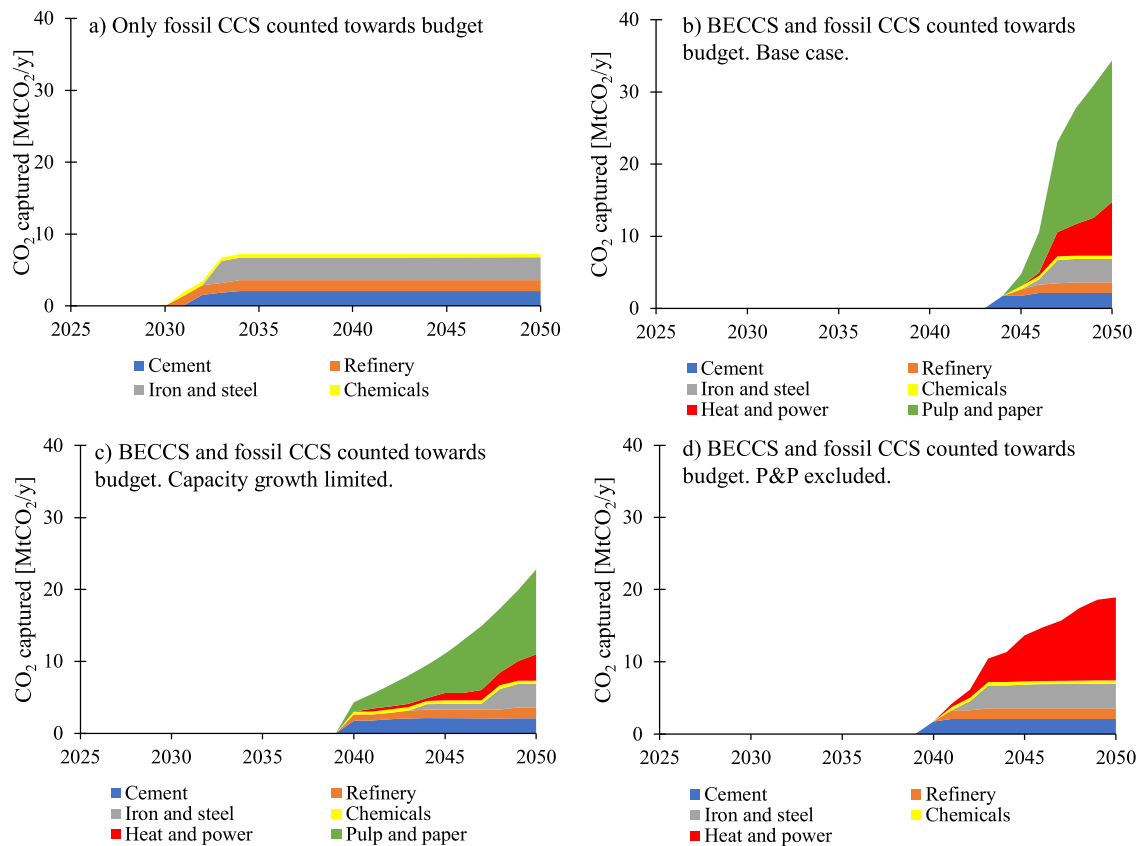 a) Only fossil CCS counted towards budget
CO2 captured [MtCO2/y]
40
30
20
10
0
2025 2030 2035 2040 2045 2050
Cement Refinery
Iron and steel Chemicals
b) BECCS and fossil CCS counted towards
budget. Base case.
CO2 captured [MtCO2/y]
40
30
20
10
0
2025 2030 2035 2040 2045 2050
Cement Refinery
Iron and steel Chemicals
Heat and power Pulp and paper
c) BECCS and fossil CCS counted towards
budget. Capacity growth limited.
CO2 captured [MtCO2/y]
40
30
20
10
0
2025 2030 2035 2040 2045 2050
Cement Refinery
Iron and steel Chemicals
Heat and power Pulp and paper
d) BECCS and fossil CCS counted towards
budget. P&P excluded.
CO2 captured [MtCO2/y]
40
30
20
10
0
2025 2030 2035 2040 2045 2050
Cement Refinery
Iron and steel Chemicals
Heat and power